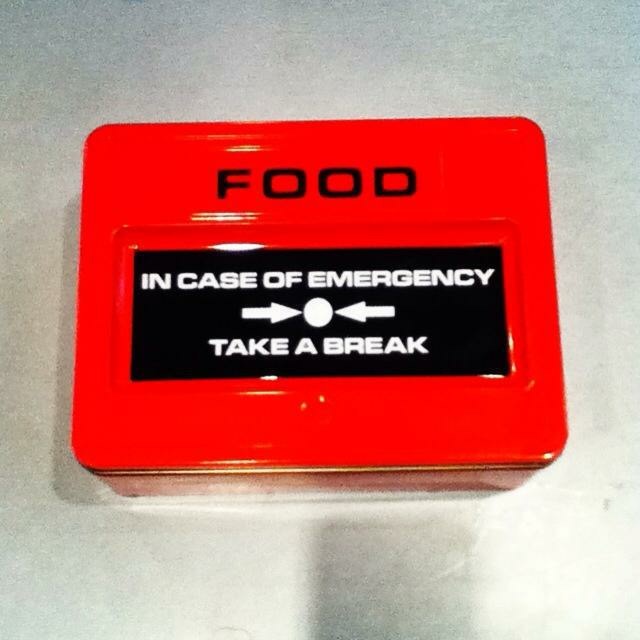 FOOD
IN CASE OF EMERGENCY
TAKE A BREAK